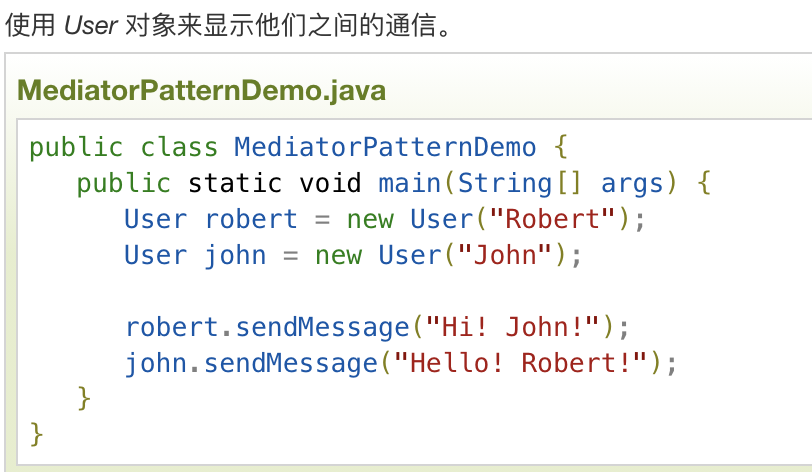 使用 User 对象来显示他们之间的通信。
MediatorPatternDemo.java
public class MediatorPatternDemo {
   public static void main(String[] args) {
      User robert = new User("Robert");
      User john = new User("John");

      robert.sendMessage("Hi! John!");
      john.sendMessage("Hello! Robert!");
   }
}